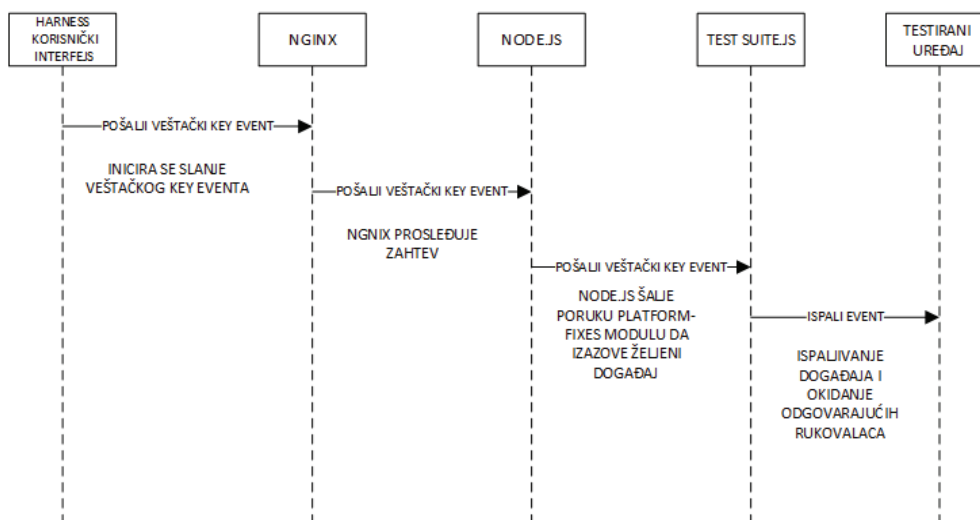 HARNESS
KORISNIČKI
INTERFEJS
NGINX
NODE.JS
TEST SUITE.JS
TESTIRANI
UREĐAJ
POŠALJI VEŠTAČKI KEY EVENT
INICIRA SE SLANJE
VEŠTAČKOG KEY EVENTA
POŠALJI VEŠTAČKI KEY EVENT
NGNIX PROSLEĐUJE
ZAHTEV
POŠALJI VEŠTAČKI KEY EVENT
NODE.JS ŠALJE
PORUKU PLATFORM-
FIXES MODULU DA
IZAZOVE ŽELJENI
DOGAĐAJ
ISPALI EVENT
ISPALJIVANJE
DOGAĐAJA I
OKIDANJE
ODGOVARAJUĆIH
RUKOVALACA